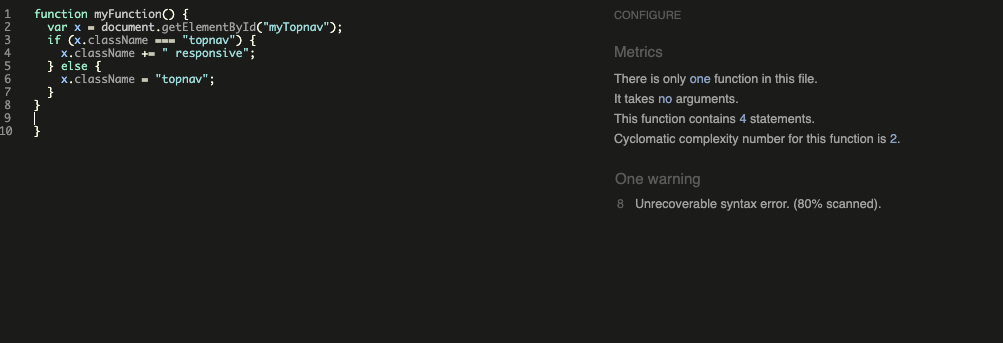 1 function myFunction() {
2 var x = document.getElementById("myTopnav");
3 if (x.className === "topnav") {
4 x.className += " responsive";
5 } else {
6 x.className = "topnav";
7 }
8 }
9
10 }
CONFIGURE
Metrics
There is only one function in this file.
It takes no arguments.
This function contains 4 statements.
Cyclomatic complexity number for this function is 2.
One warning
8 Unrecoverable syntax error. (80% scanned).